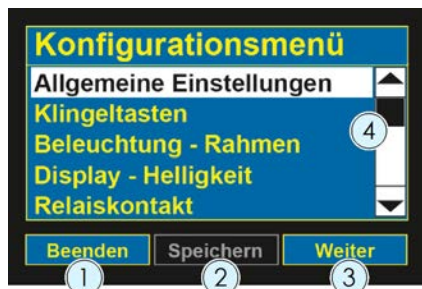 Konfigurationsmenü
Allgemeine Einstellungen
Klingeltasten
Beleuchtung - Rahmen
Display - Helligkeit
Relaiskontakt
4
Beenden Speichern Weiter
1 2 3